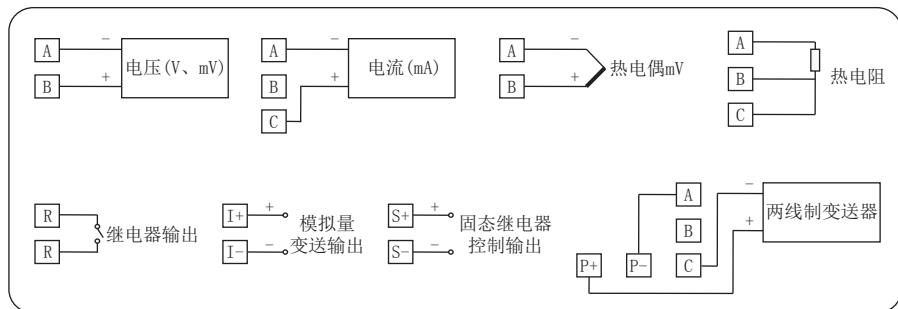 A
−
B
+
电压(V、mV)
A
−
B
+
C
电流(mA)
A
−
B
+
热电偶mV
A
B
C
热电阻
R
R
继电器输出
I+
+
I−
−
模拟量
变送输出
S+
+
S−
−
固态继电器
控制输出
A
B
C
P+
P−
−
+
两线制变送器